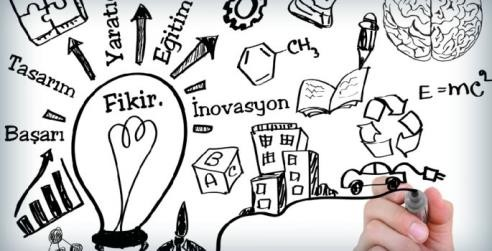 Yaratı
Eğitim
Tasarım
Başarı
Fikir.
İnovasyon
CH₃
E=mc²
B
A C